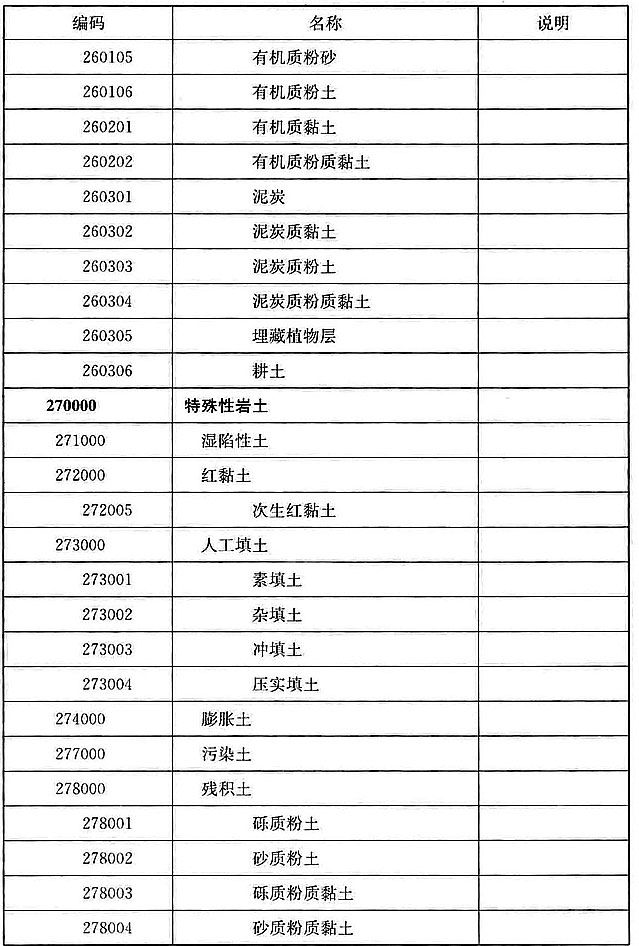 编码 名称 说明
260105 有机质粉砂
260106 有机质粉土
260201 有机质黏土
260202 有机质粉质黏土
260301 泥炭
260302 泥炭质黏土
260303 泥炭质粉土
260304 泥炭质粉质黏土
260305 埋藏植物层
260306 耕土
270000 特殊性岩土
271000 湿陷性土
272000 红黏土
272005 次生红黏土
273000 人工填土
273001 素填土
273002 杂填土
273003 冲填土
273004 压实填土
274000 膨胀土
277000 污染土
278000 残积土
278001 砾质粉土
278002 砂质粉土
278003 砾质粉质黏土
278004 砂质粉质黏土